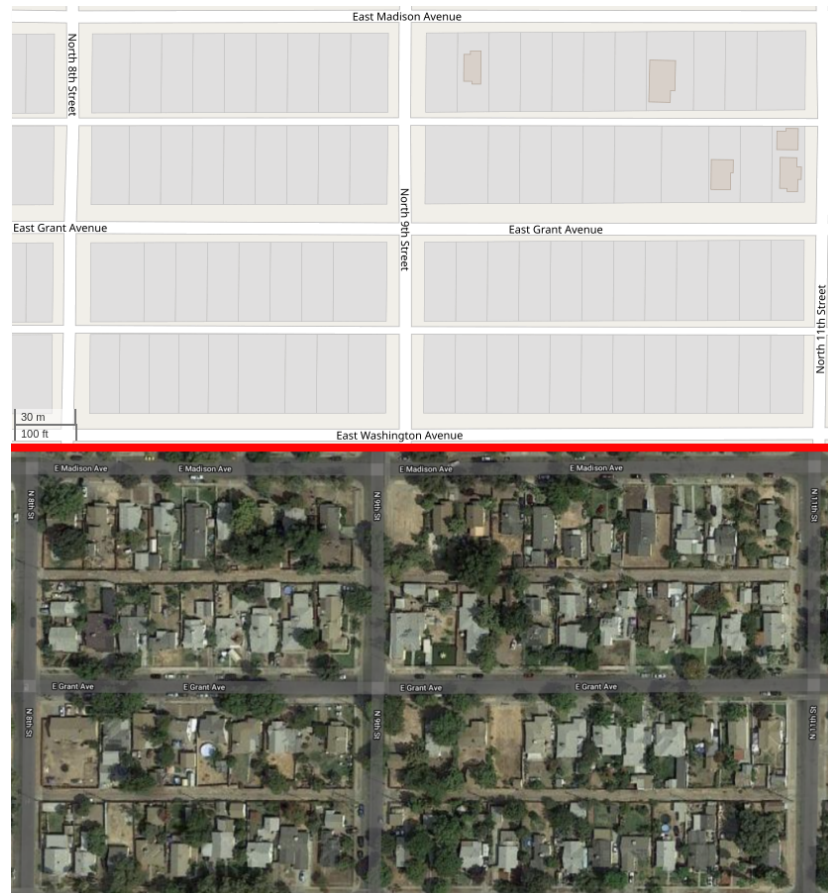 East Madison Avenue
North 8th Street
North 9th Street
East Grant Avenue
East Grant Avenue
North 11th Street
30 m
100 ft
East Washington Avenue
E Madison Ave
E Madison Ave
E Madison Ave
E Madison Ave
N 8th St
N 9th St
N 11th St
E Grant Ave
E Grant Ave
E Grant Ave
E Grant Ave
N 8th St
N 9th St
N 11th St